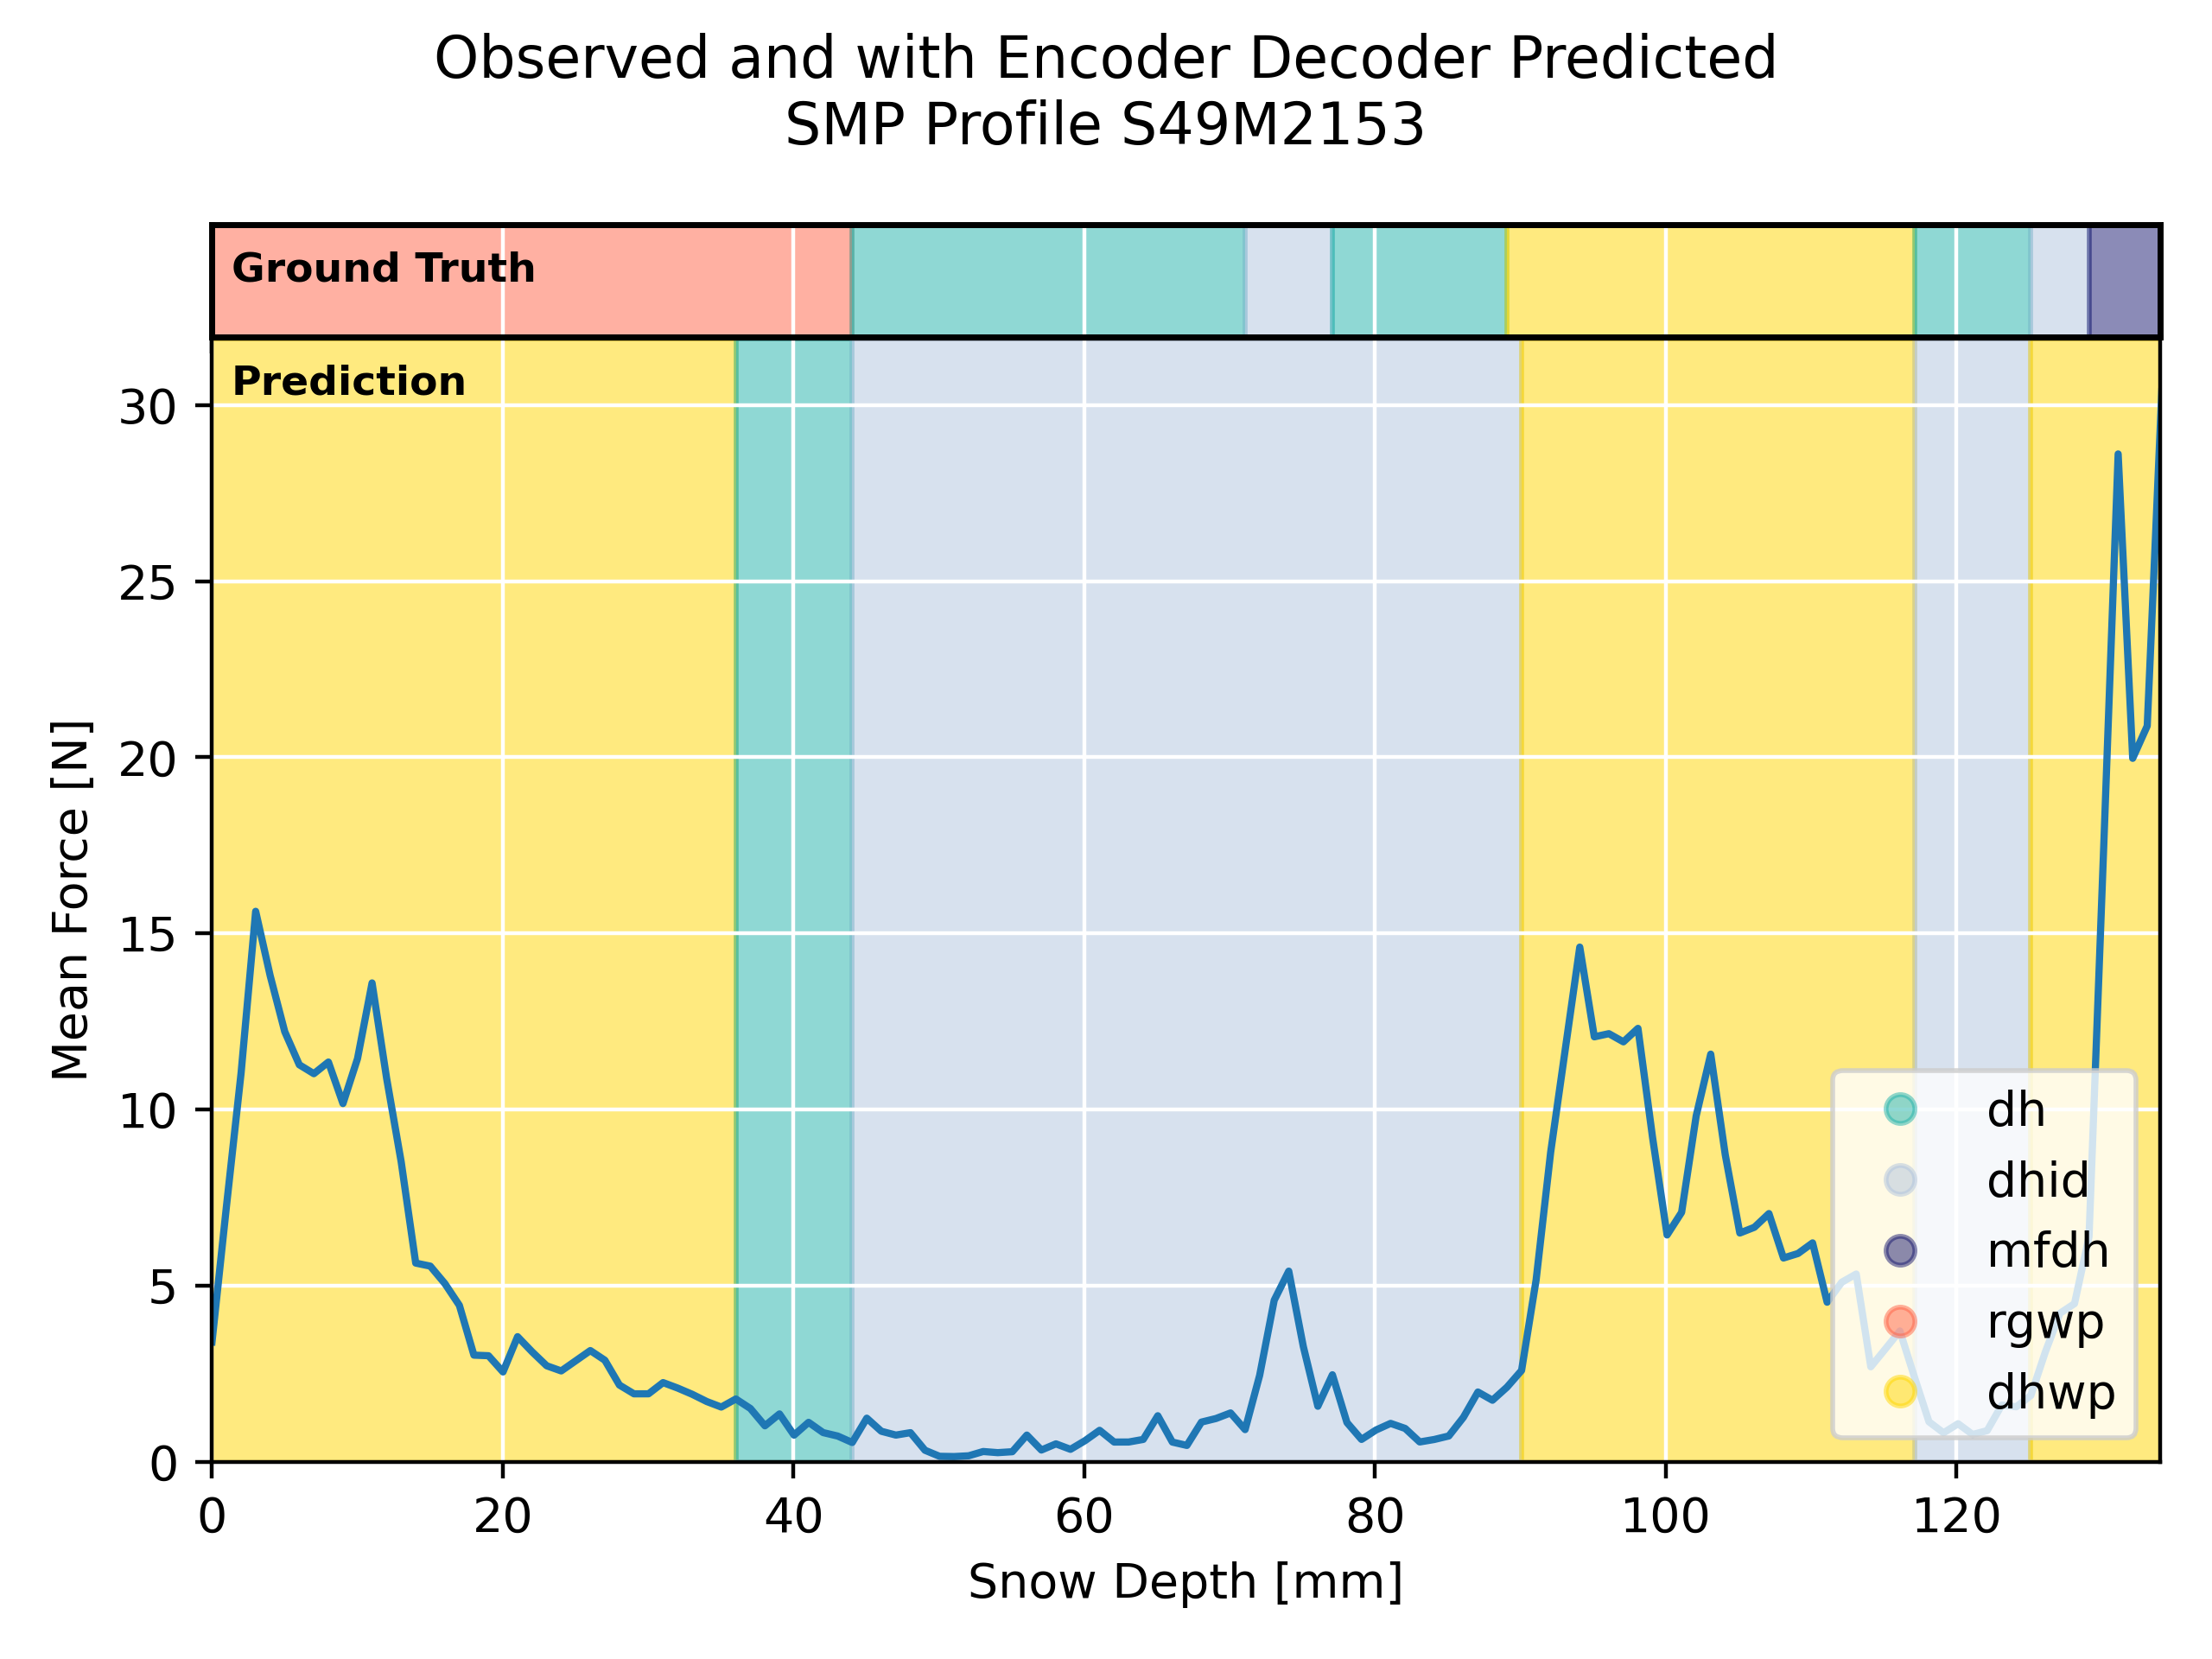 Observed and with Encoder Decoder Predicted
SMP Profile S49M2153
Ground Truth
Prediction
30
25
20
15
10
5
0
Mean Force [N]
dh
dhid
mfdh
rgwp
dhwp
0 20 40 60 80 100 120
Snow Depth [mm]